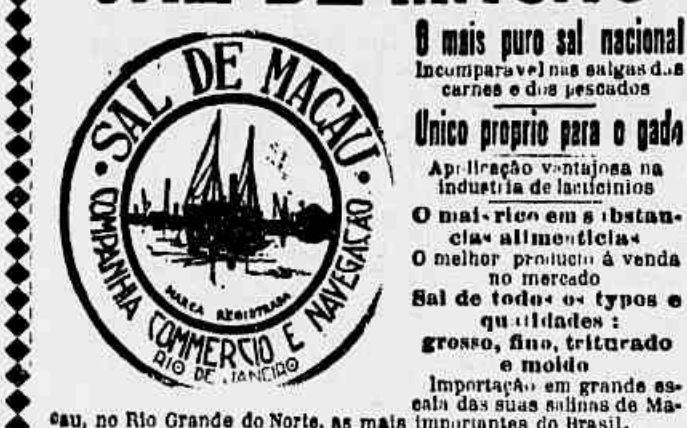 SAL DE MACAU
COMPANHIA COMMERCIO E NAVEGAÇÃO
MARCA REGISTRADA
RIO DE JANEIRO
O mais puro sal nacional
Incomparavel nas salgas das
carnes e dos pescados
Unico proprio para o gado
Applicação vantajosa na
industria de lacticinios
O mais rico em substan-
cias alimenticias
O melhor producto á venda
no mercado
Sal de todos os typos e
qualidades :
grosso, fino, triturado
e moido
Importação em grande es-
cala das suas salinas de Ma-
cau, no Rio Grande do Norte, as mais importantes do Brasil.